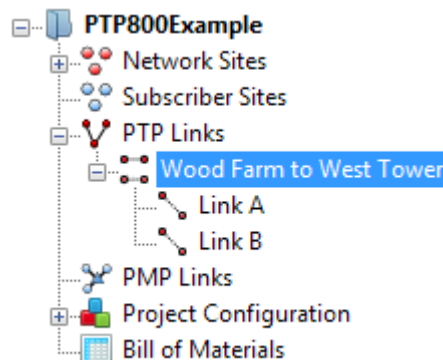 PTP800Example
Network Sites
Subscriber Sites
PTP Links
Wood Farm to West Tower
Link A
Link B
PMP Links
Project Configuration
Bill of Materials